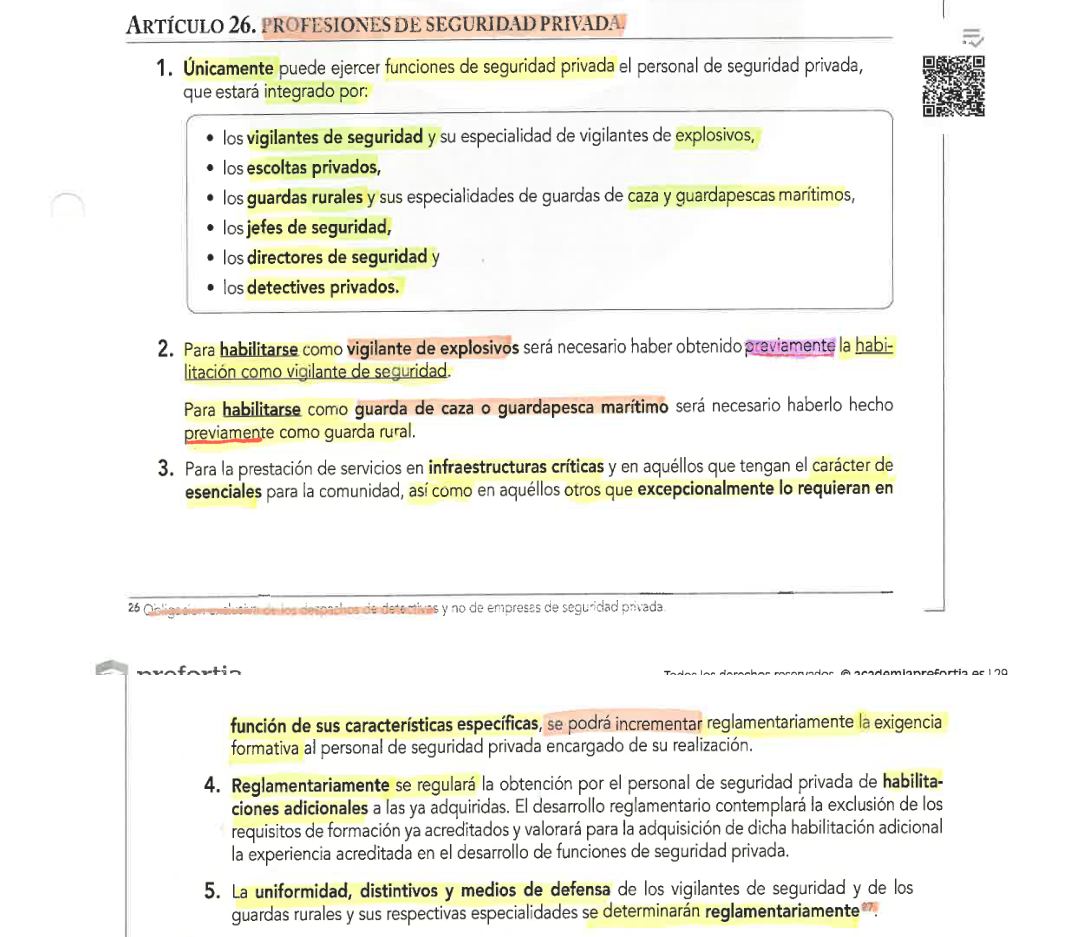 ARTÍCULO 26. PROFESIONES DE SEGURIDAD PRIVADA.
1. Únicamente puede ejercer funciones de seguridad privada el personal de seguridad privada,
que estará integrado por:
• los vigilantes de seguridad y su especialidad de vigilantes de explosivos,
• los escoltas privados,
• los guardas rurales y sus especialidades de guardas de caza y guardapescas marítimos,
• los jefes de seguridad,
• los directores de seguridad y
• los detectives privados.
2. Para habilitarse como vigilante de explosivos será necesario haber obtenido previamente la habi-
litación como vigilante de seguridad.
Para habilitarse como guarda de caza o guardapesca marítimo será necesario haberlo hecho
previamente como guarda rural.
3. Para la prestación de servicios en infraestructuras críticas y en aquéllos que tengan el carácter de
esenciales para la comunidad, así como en aquéllos otros que excepcionalmente lo requieran en
26 Obligación exclusiva de los despachos de detectives y no de empresas de seguridad privada.
prefortia
Todos los derechos reservados. © academiaprefortia.es | 29
función de sus características específicas, se podrá incrementar reglamentariamente la exigencia
formativa al personal de seguridad privada encargado de su realización.
4. Reglamentariamente se regulará la obtención por el personal de seguridad privada de habilita-
ciones adicionales a las ya adquiridas. El desarrollo reglamentario contemplará la exclusión de los
requisitos de formación ya acreditados y valorará para la adquisición de dicha habilitación adicional
la experiencia acreditada en el desarrollo de funciones de seguridad privada.
5. La uniformidad, distintivos y medios de defensa de los vigilantes de seguridad y de los
guardas rurales y sus respectivas especialidades se determinarán reglamentariamente27.